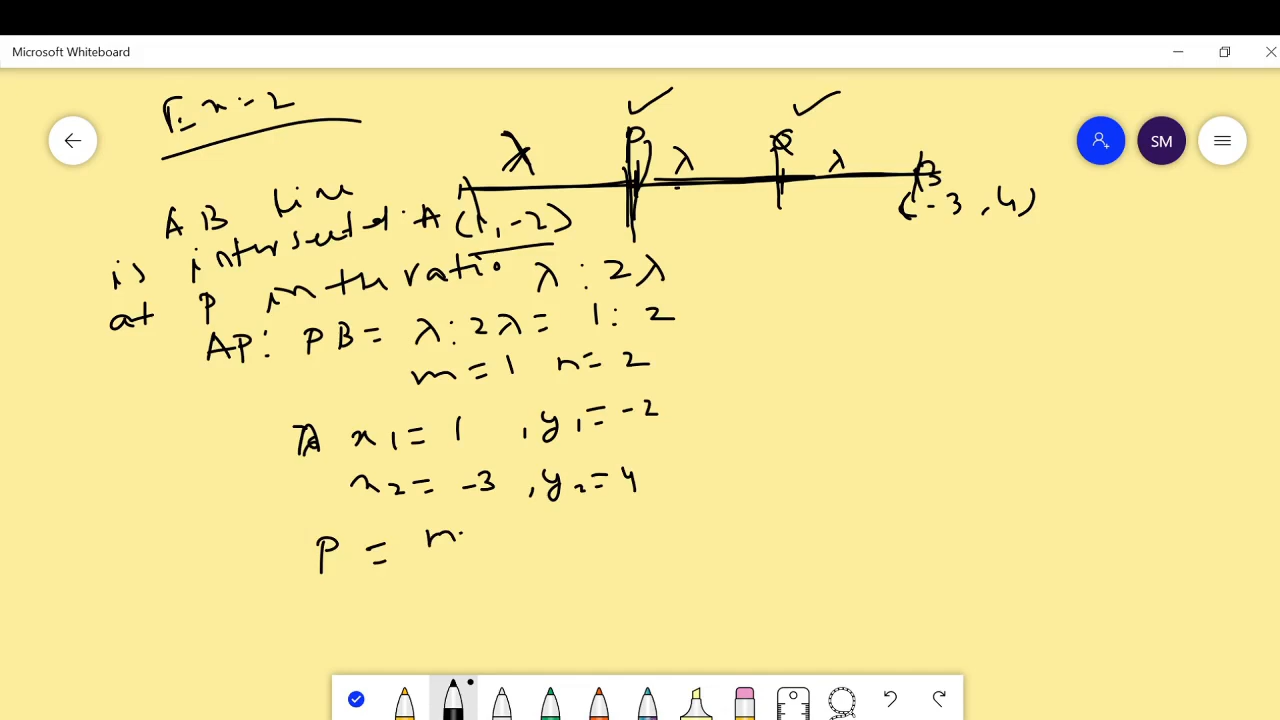 Microsoft Whiteboard
Ex:-2
P Q
λ λ λ
A B
SM
(1, -2) (-3, 4)
A B line
is intersected
at P in the ratio λ : 2λ
AP : PB = λ : 2λ = 1 : 2
m = 1 n = 2
x₁ = 1 , y₁ = -2
x₂ = -3 , y₂ = 4
P = m